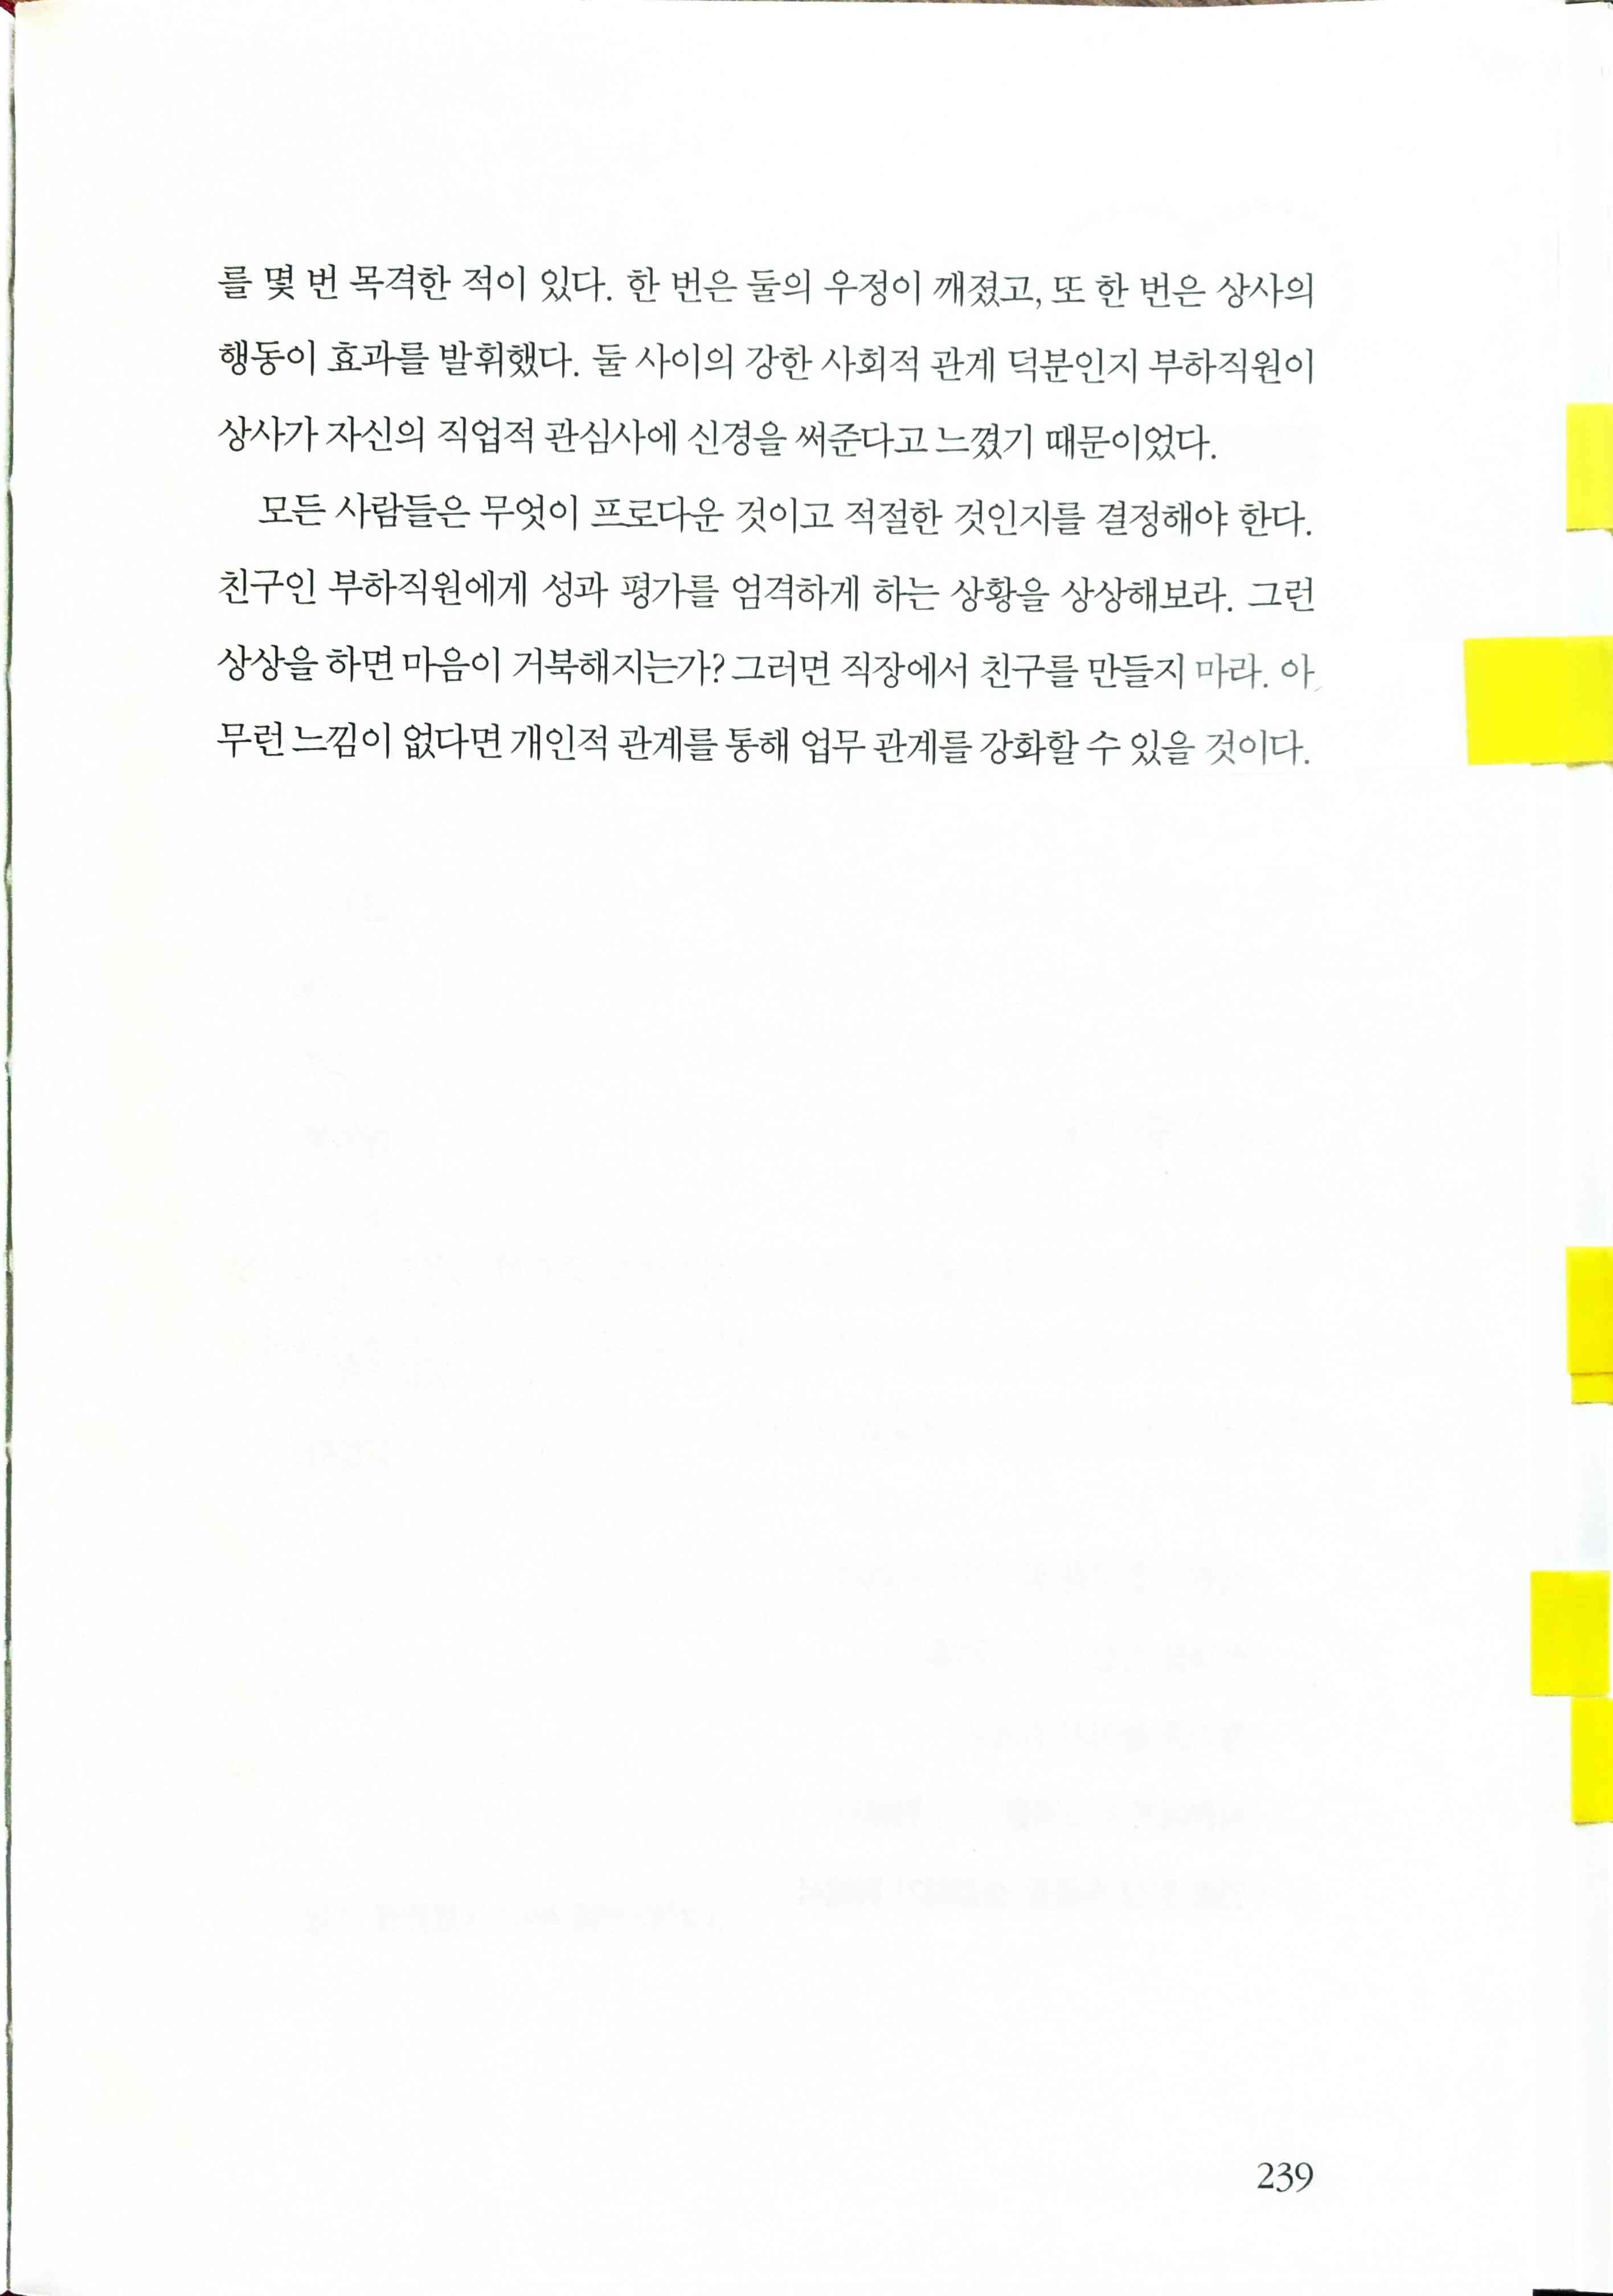 를 몇 번 목격한 적이 있다. 한 번은 둘의 우정이 깨졌고, 또 한 번은 상사의
행동이 효과를 발휘했다. 둘 사이의 강한 사회적 관계 덕분인지 부하직원이
상사가 자신의 직업적 관심사에 신경을 써준다고 느꼈기 때문이었다.
모든 사람들은 무엇이 프로다운 것이고 적절한 것인지를 결정해야 한다.
친구인 부하직원에게 성과 평가를 엄격하게 하는 상황을 상상해보라. 그런
상상을 하면 마음이 거북해지는가? 그러면 직장에서 친구를 만들지 마라. 아
무런 느낌이 없다면 개인적 관계를 통해 업무 관계를 강화할 수 있을 것이다.
239